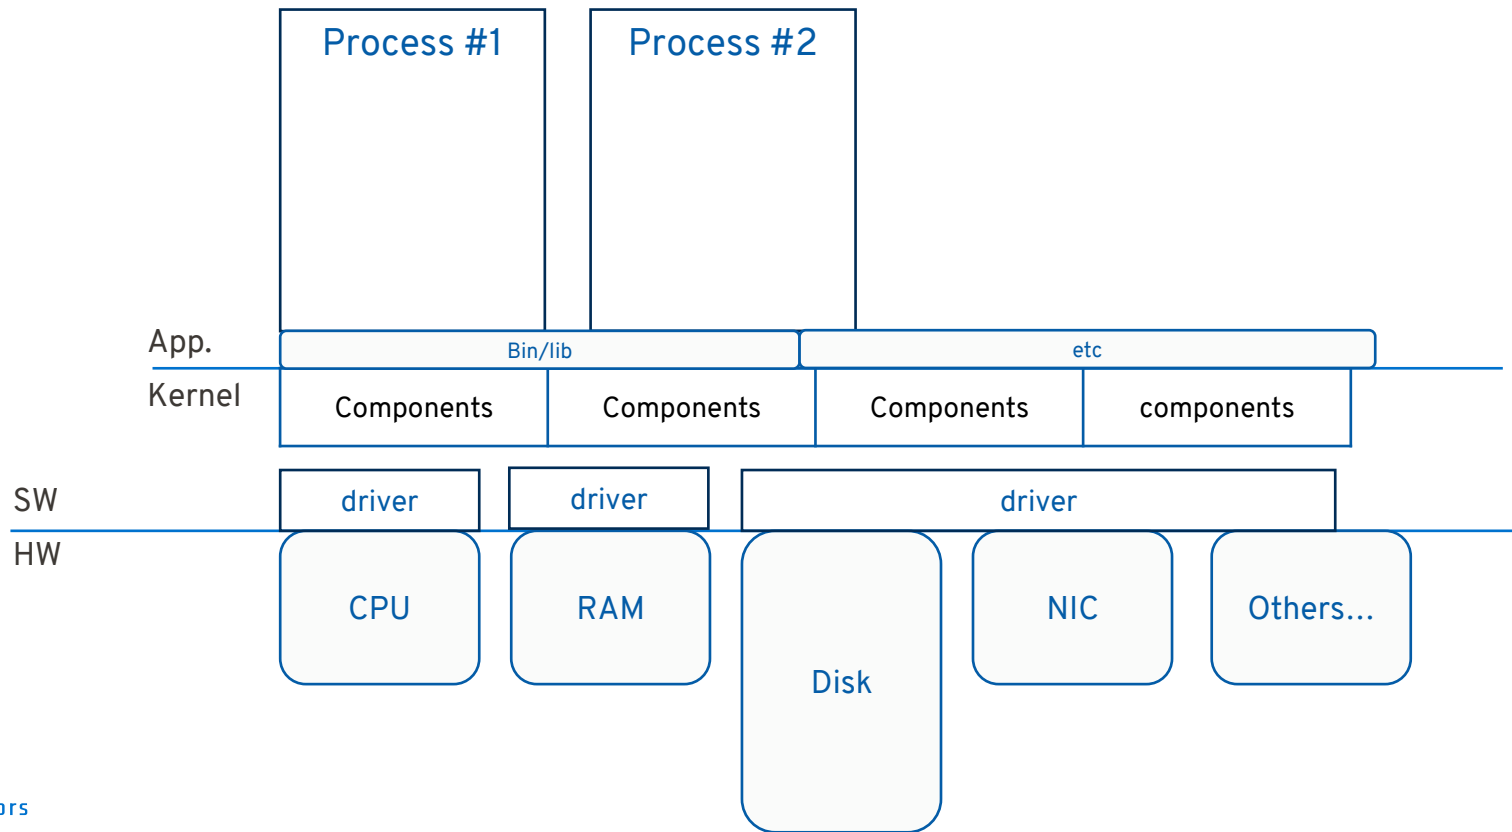 Process #1
Process #2
App.
Bin/lib
etc
Kernel
Components
Components
Components
components
SW
driver
driver
driver
HW
CPU
RAM
Disk
NIC
Others...
ors